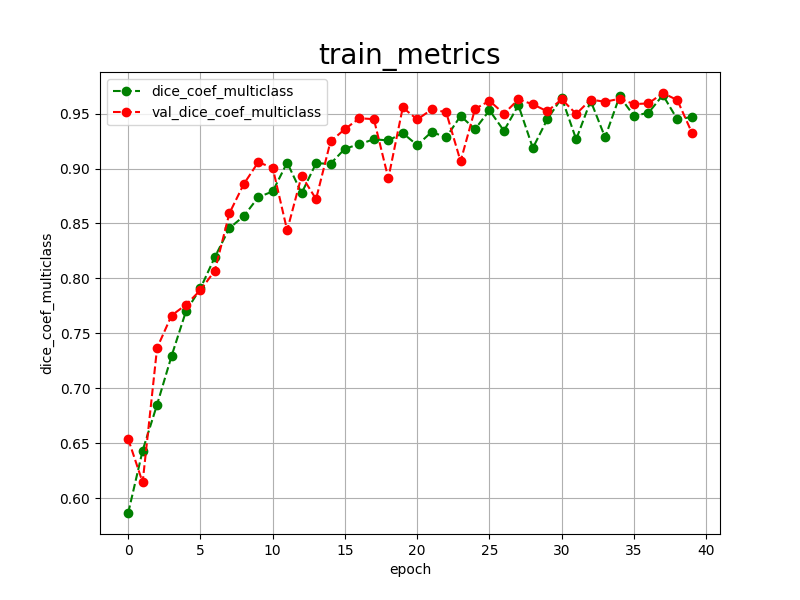 train_metrics
dice_coef_multiclass
val_dice_coef_multiclass
dice_coef_multiclass
0.95
0.90
0.85
0.80
0.75
0.70
0.65
0.60
0 5 10 15 20 25 30 35 40
epoch